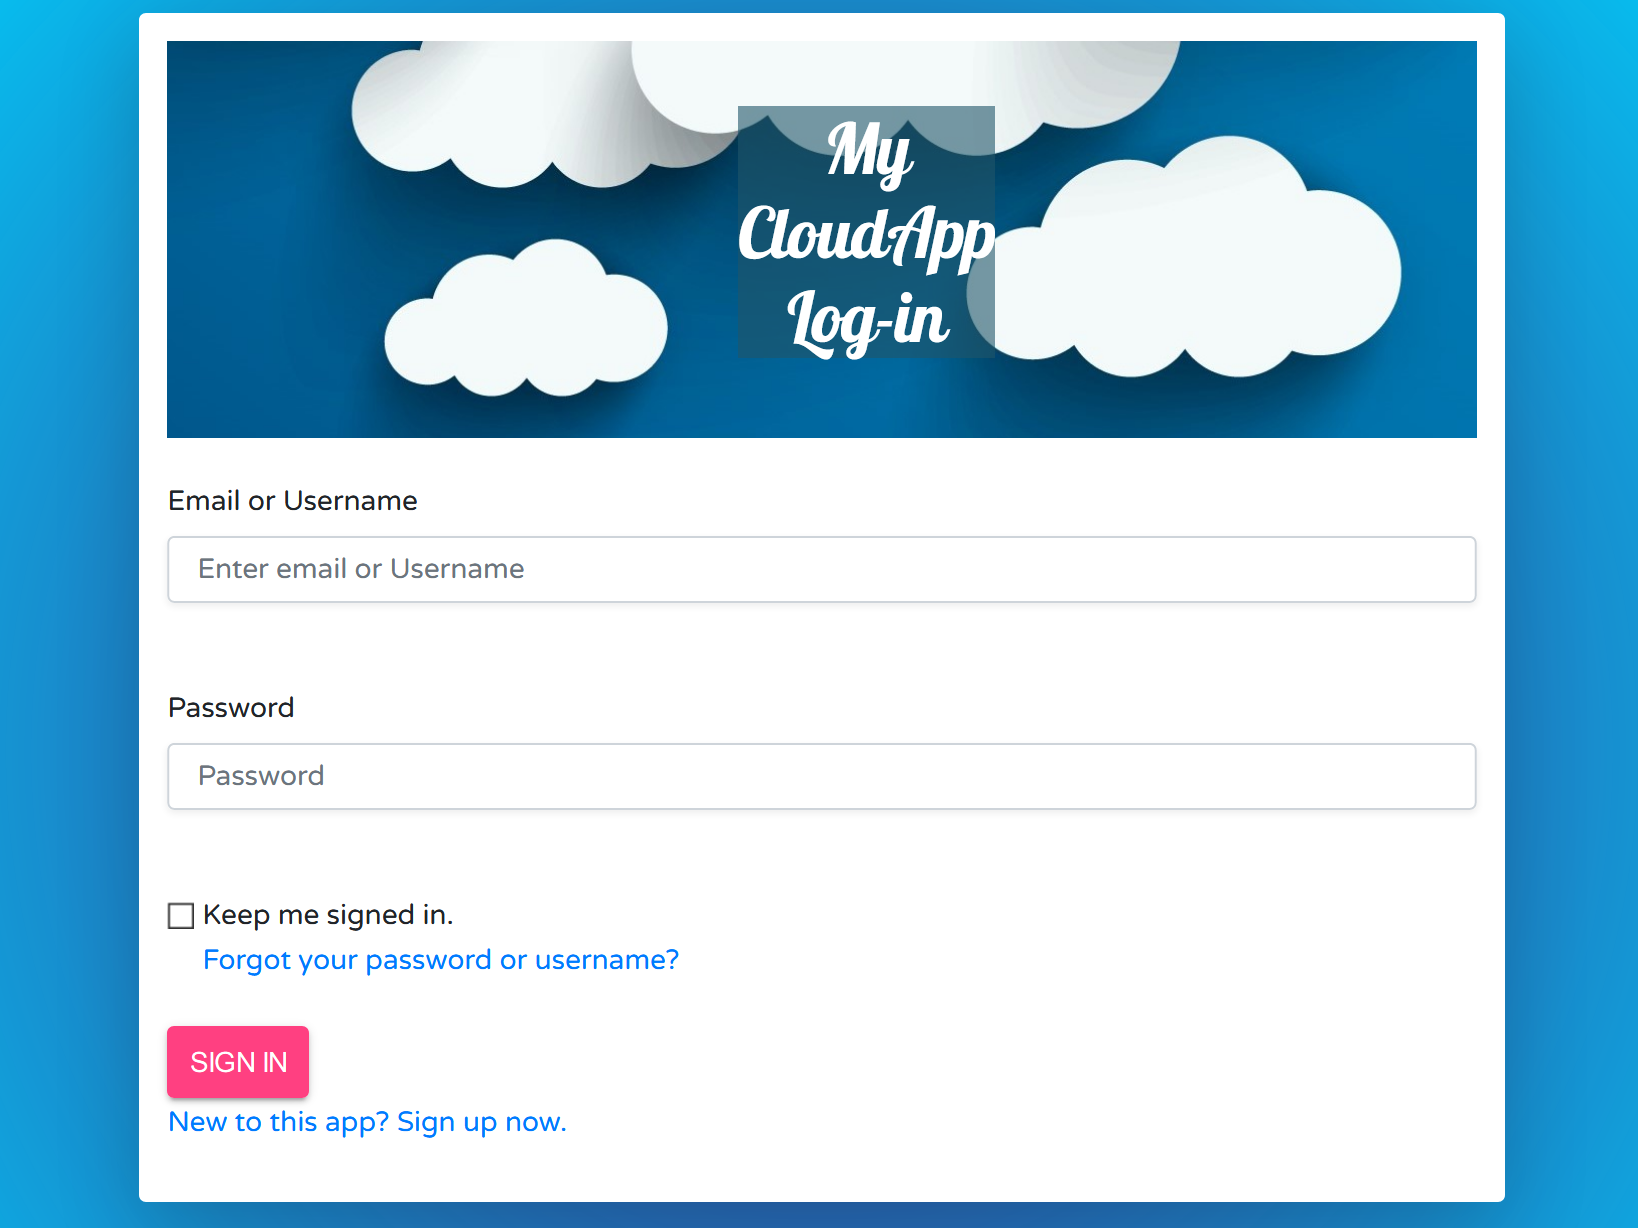 My
CloudApp
Log-in
Email or Username
Enter email or Username
Password
Password
Keep me signed in.
Forgot your password or username?
SIGN IN
New to this app? Sign up now.